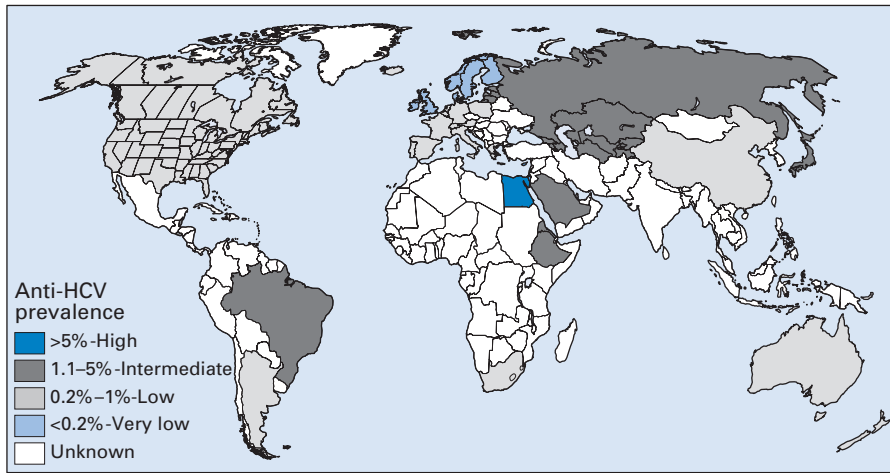 Anti-HCV
prevalence
>5%-High
1.1–5%-Intermediate
0.2%–1%-Low
<0.2%-Very low
Unknown